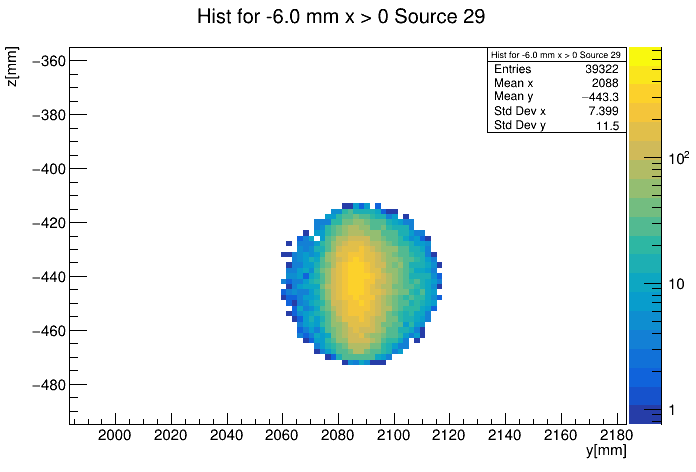 Hist for -6.0 mm x > 0 Source 29
z[mm]
Hist for -6.0 mm x > 0 Source 29
Entries 39322
Mean x 2088
Mean y −443.3
Std Dev x 7.399
Std Dev y 11.5
−360
−380
−400
−420
−440
−460
−480
10²
10
1
2000 2020 2040 2060 2080 2100 2120 2140 2160 2180
y[mm]